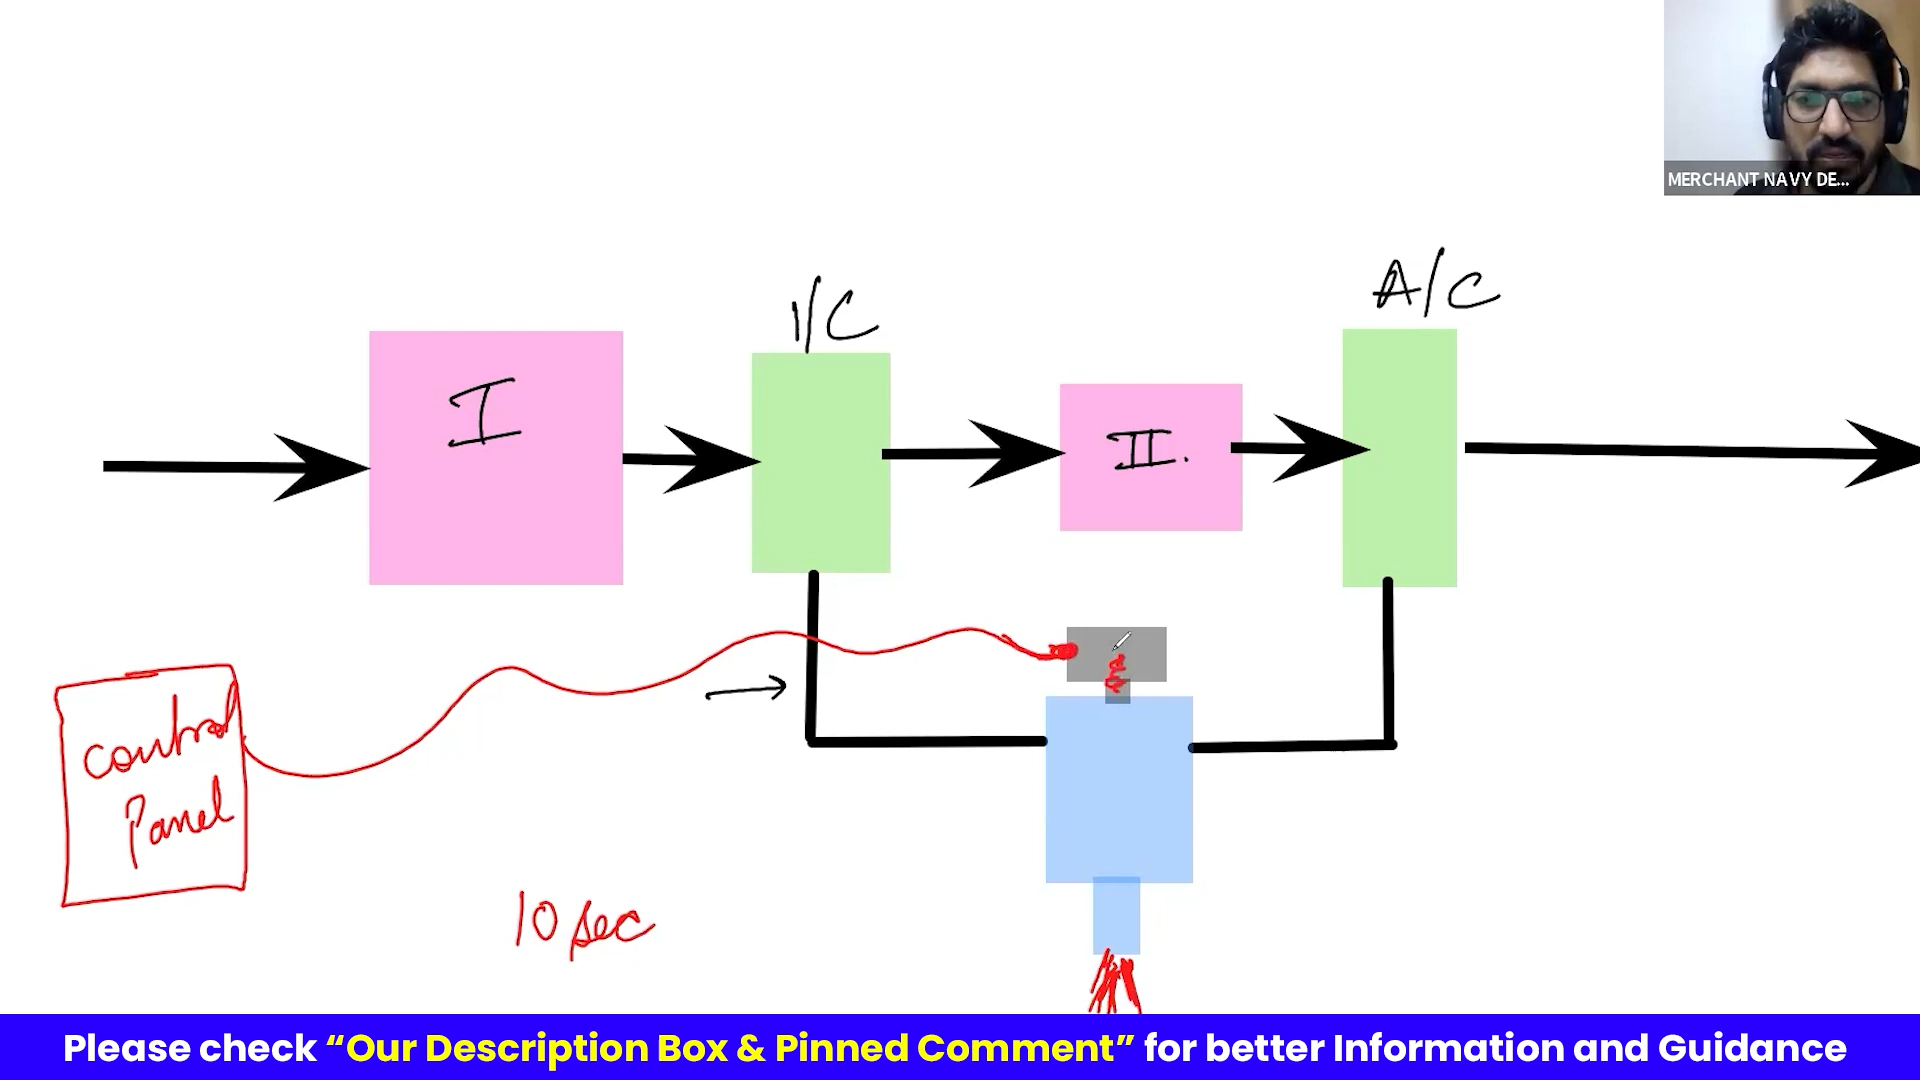 MERCHANT NAVY DE...
I/C
A/C
I
II.
Control
Panel
10 sec
Please check “Our Description Box & Pinned Comment” for better Information and Guidance